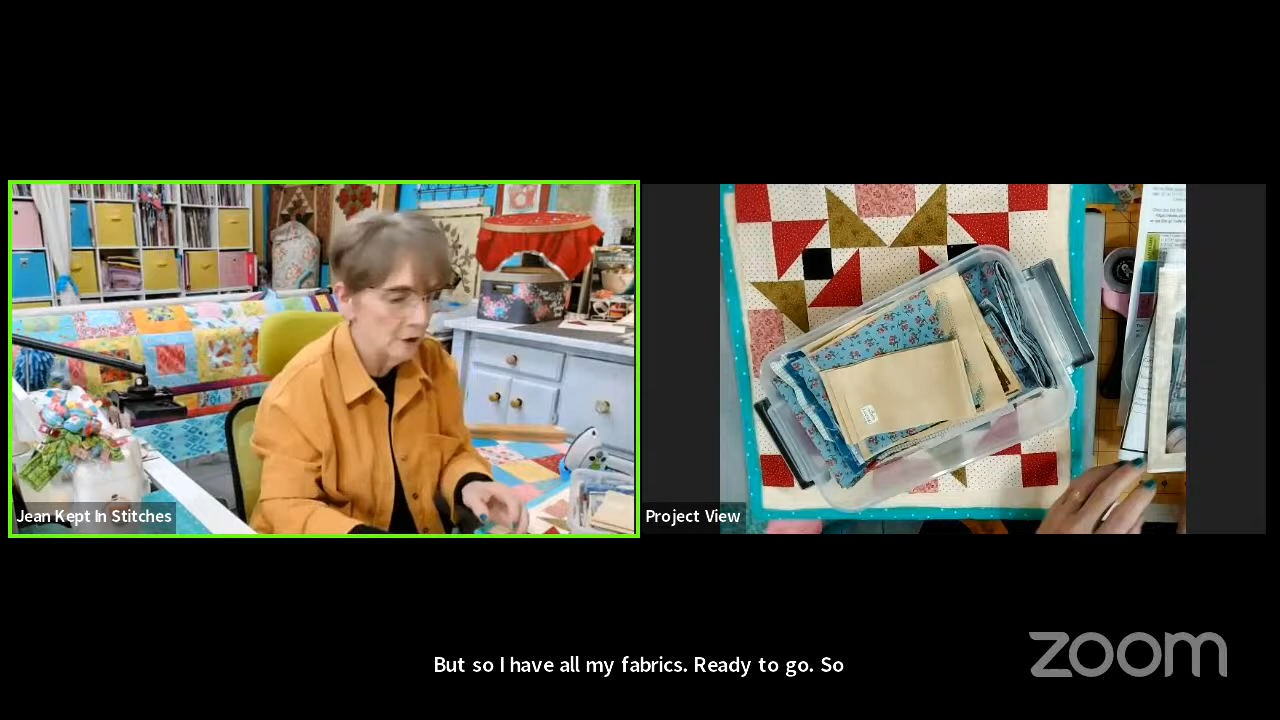 Jean Kept In Stitches
Project View
But so I have all my fabrics. Ready to go. So
zoom